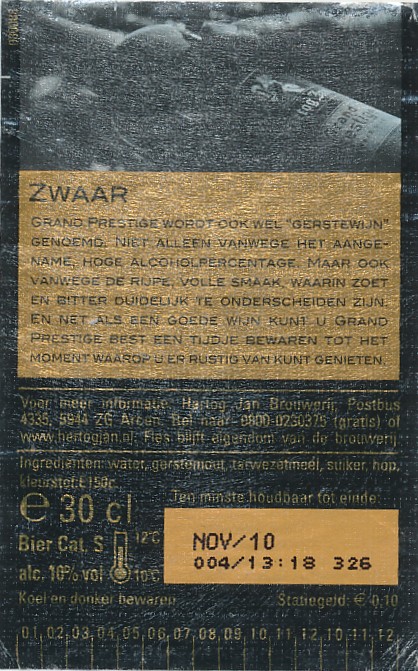 ZWAAR
GRAND PRESTIGE WORDT OOK WEL "GERSTEWIJN"
GENOEMD. NIET ALLEEN VANWEGE HET AANGE-
NAME, HOGE ALCOHOLPERCENTAGE. MAAR OOK
VANWEGE DE RIJPE, VOLLE SMAAK, WAARIN ZOET
EN BITTER DUIDELIJK TE ONDERSCHEIDEN ZIJN.
EN NET ALS EEN GOEDE WIJN KUNT U GRAND
PRESTIGE BEST EEN TIJDJE BEWAREN TOT HET
MOMENT WAAROP U ER RUSTIG VAN KUNT GENIETEN.
Voor meer informatie: Hertog Jan Brouwerij, Postbus
4335, 5944 ZG Arcen. Bel naar 0800-0250375 (gratis) of
www.hertogjan.nl. Fles blijft eigendom van de brouwerij.
Ingrediënten: water, gerstemout, tarwezetmeel, suiker, hop,
kleurstof: E150c.
Ten minste houdbaar tot einde:
e 30 cl
Bier Cat. S 12°C
NOV/10
004/13:18 326
alc. 10% vol 10°C
Koel en donker bewaren
Statiegeld: € 0,10
01 02 03 04 05 06 07 08 09 10 11 12 10 11 12